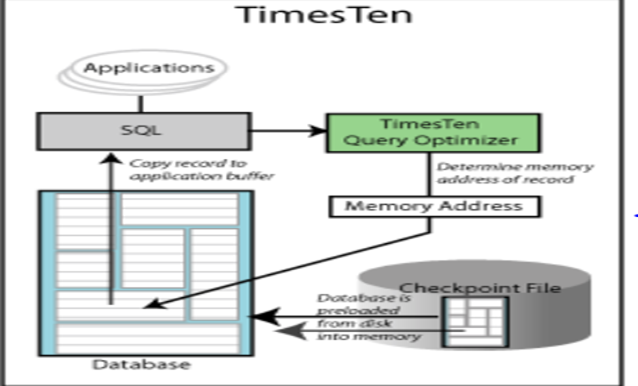 TimesTen
Applications
SQL
TimesTen
Query Optimizer
Copy record to
application buffer
Determine memory
address of record
Memory Address
Checkpoint File
Database is
preloaded
from disk
into memory
Database